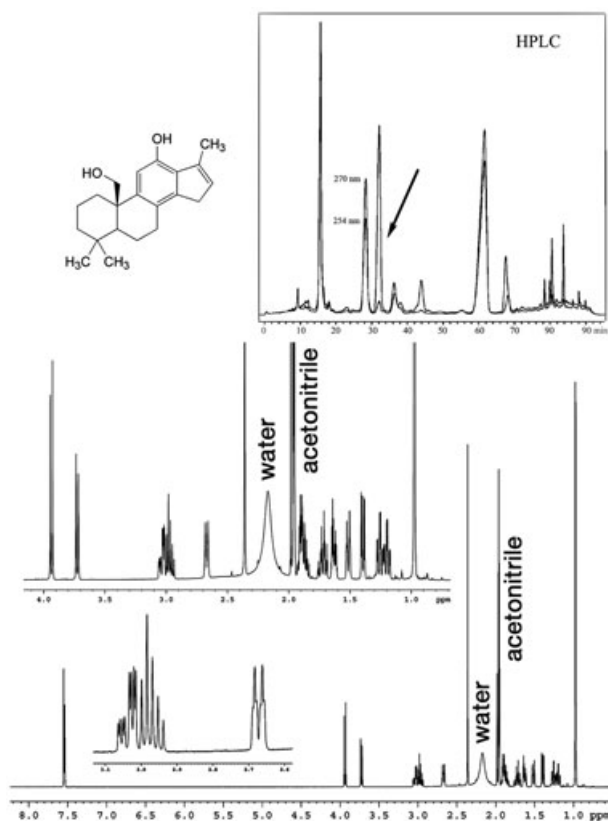 HPLC
OH
CH₃
HO
H₃C
CH₃
270 nm
254 nm
0 10 20 30 40 50 60 70 80 90 min
water
acetonitrile
4.0 3.5 3.0 2.5 2.0 1.5 1.0 ppm
water
acetonitrile
8.0 7.5 7.0 6.5 6.0 5.5 5.0 4.5 4.0 3.5 3.0 2.5 2.0 1.5 1.0 ppm